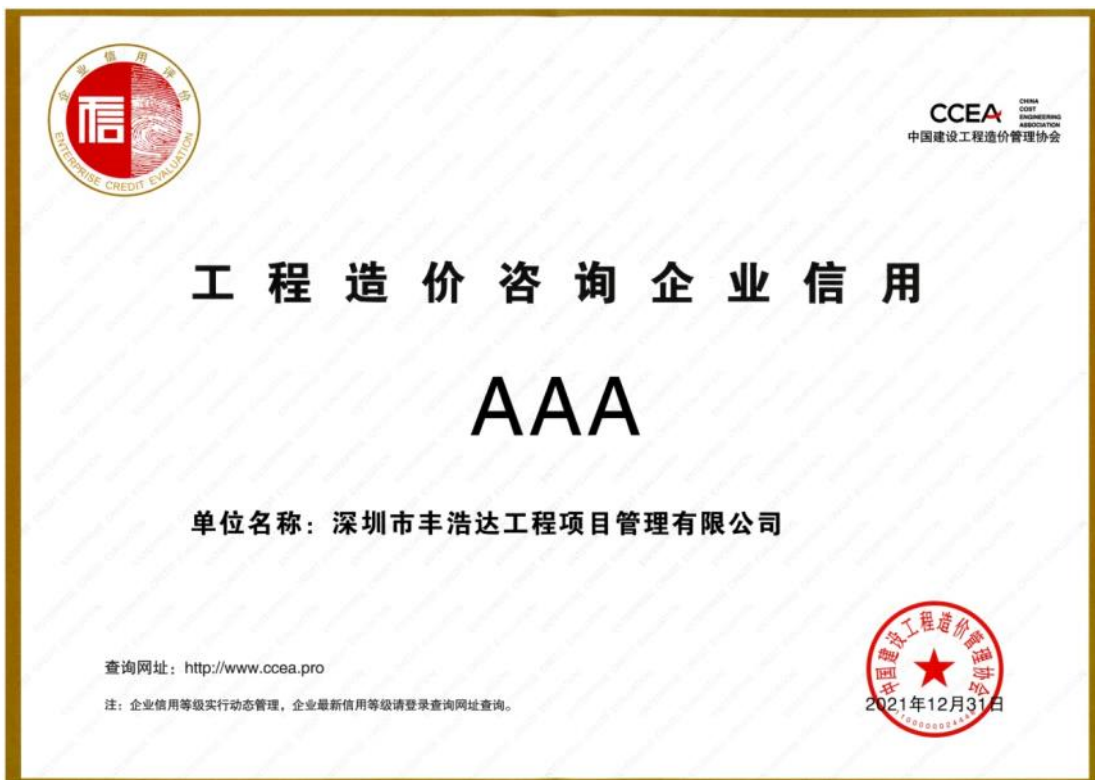 企业信用评价
ENTERPRISE CREDIT EVALUATION
信
CCEA
CHINA
COST
ENGINEERING
ASSOCIATION
中国建设工程造价管理协会
工程造价咨询企业信用
AAA
单位名称：深圳市丰浩达工程项目管理有限公司
查询网址：http://www.ccea.pro
注：企业信用等级实行动态管理，企业最新信用等级请登录查询网址查询。
中国建设工程造价管理协会
2021年12月31日